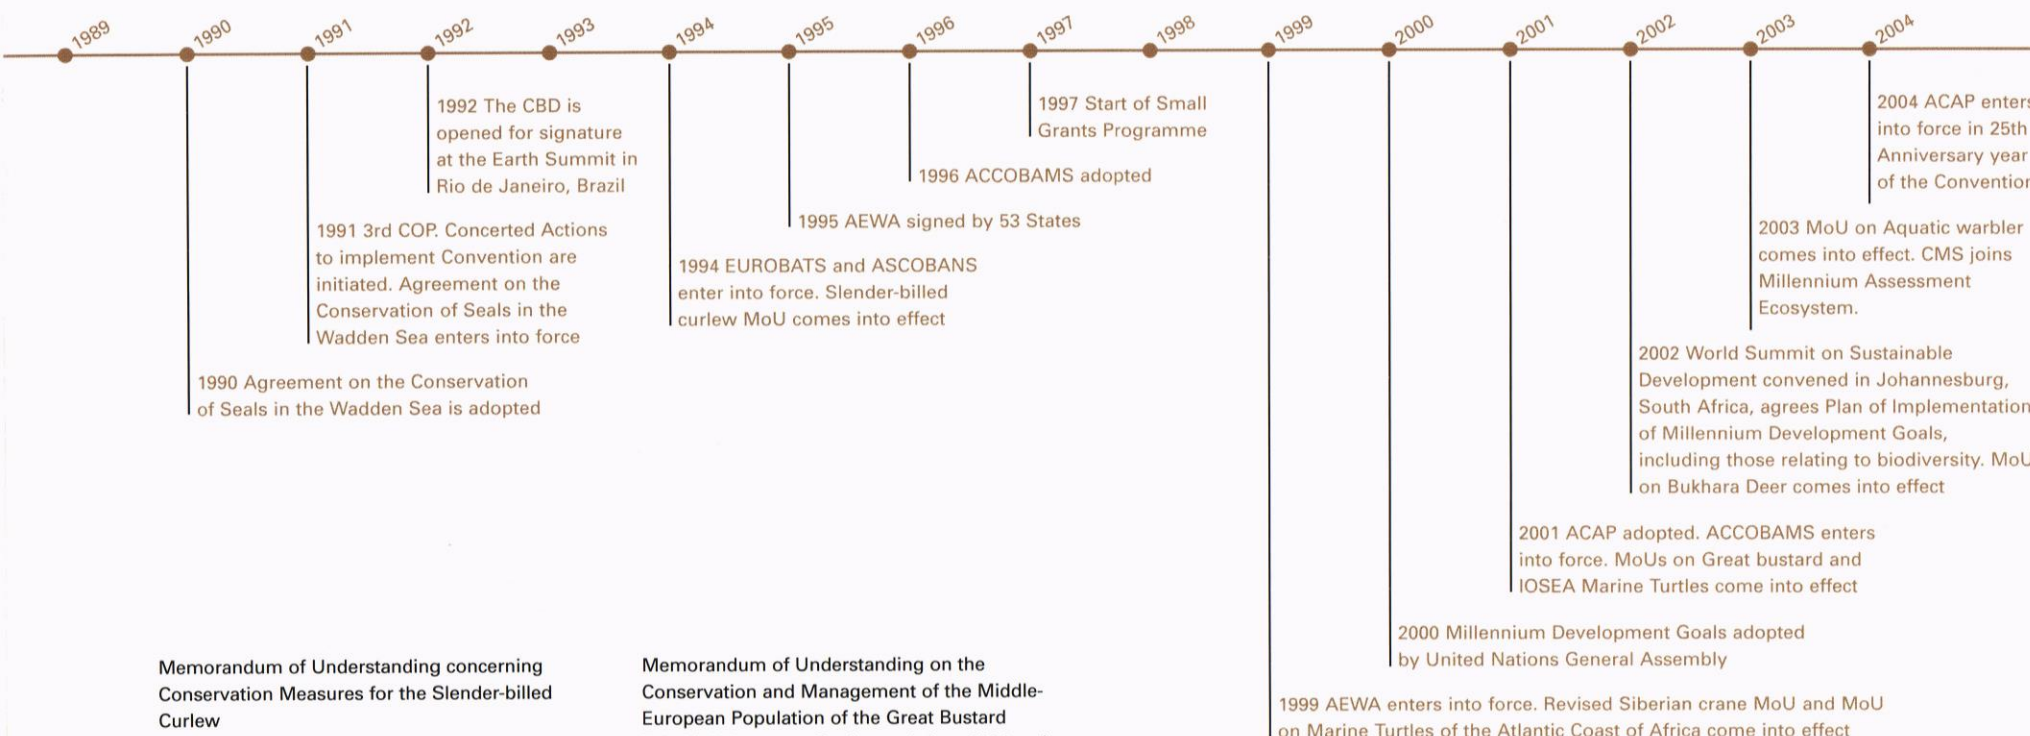 1989
1990
1991
1992
1993
1994
1995
1996
1997
1998
1999
2000
2001
2002
2003
2004
1992 The CBD is
opened for signature
at the Earth Summit in
Rio de Janeiro, Brazil
1991 3rd COP. Concerted Actions
to implement Convention are
initiated. Agreement on the
Conservation of Seals in the
Wadden Sea enters into force
1990 Agreement on the Conservation
of Seals in the Wadden Sea is adopted
1997 Start of Small
Grants Programme
1996 ACCOBAMS adopted
1995 AEWA signed by 53 States
1994 EUROBATS and ASCOBANS
enter into force. Slender-billed
curlew MoU comes into effect
2004 ACAP enters
into force in 25th
Anniversary year
of the Convention
2003 MoU on Aquatic warbler
comes into effect. CMS joins
Millennium Assessment
Ecosystem.
2002 World Summit on Sustainable
Development convened in Johannesburg,
South Africa, agrees Plan of Implementation
of Millennium Development Goals,
including those relating to biodiversity. MoU
on Bukhara Deer comes into effect
2001 ACAP adopted. ACCOBAMS enters
into force. MoUs on Great bustard and
IOSEA Marine Turtles come into effect
2000 Millennium Development Goals adopted
by United Nations General Assembly
1999 AEWA enters into force. Revised Siberian crane MoU and MoU
on Marine Turtles of the Atlantic Coast of Africa come into effect
Memorandum of Understanding concerning
Conservation Measures for the Slender-billed
Curlew
Memorandum of Understanding on the
Conservation and Management of the Middle-
European Population of the Great Bustard